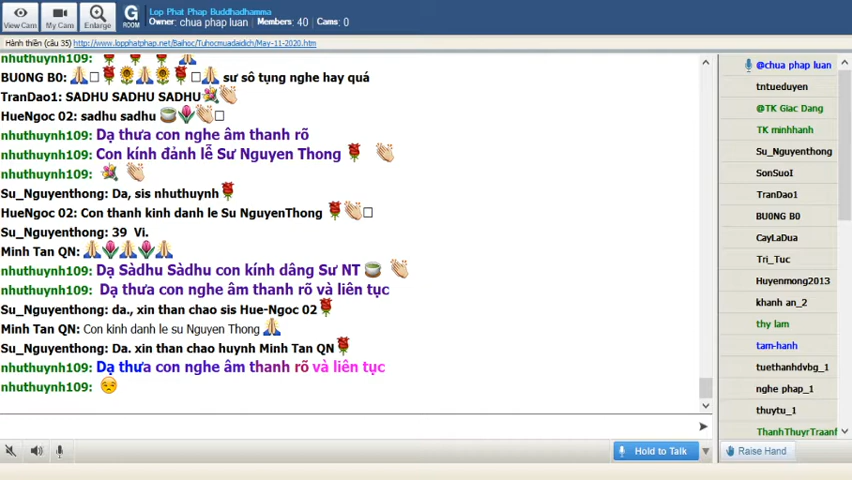 View Cam
My Cam
Enlarge
G
ROOM
Lop Phat Phap Buddhadhamma
Owner: chua phap luan Members: 40 Cams: 0
Hành thiền (câu 35) http://www.lopphatphap.net/Baihoc/Tuhocmuadaidich/May-11-2020.htm
nhuthuynh109:
BU0NG B0: sư sô tụng nghe hay quá
TranDao1: SADHU SADHU SADHU
HueNgoc 02: sadhu sadhu
nhuthuynh109: Dạ thưa con nghe âm thanh rõ
nhuthuynh109: Con kính đảnh lễ Sư Nguyen Thong
nhuthuynh109:
Su_Nguyenthong: Da, sis nhuthuynh
HueNgoc 02: Con thanh kinh danh le Su NguyenThong
Su_Nguyenthong: 39 Vi.
Minh Tan QN:
nhuthuynh109: Dạ Sàdhu Sàdhu con kính dâng Sư NT
nhuthuynh109: Dạ thưa con nghe âm thanh rõ và liên tục
Su_Nguyenthong: da., xin than chao sis Hue-Ngoc 02
Minh Tan QN: Con kinh danh le su Nguyen Thong
Su_Nguyenthong: Da. xin than chao huynh Minh Tan QN
nhuthuynh109: Dạ thưa con nghe âm thanh rõ và liên tục
nhuthuynh109:
@chua phap luan
tntueduyen
@TK Giac Dang
TK minhhanh
Su_Nguyenthong
SonSuoI
TranDao1
BU0NG B0
CayLaDua
Tri_Tuc
Huyenmong2013
khanh an_2
thy lam
tam-hanh
tuethanhdvbg_1
nghe phap_1
thuytu_1
ThanhThuyrTraanf
Hold to Talk
Raise Hand